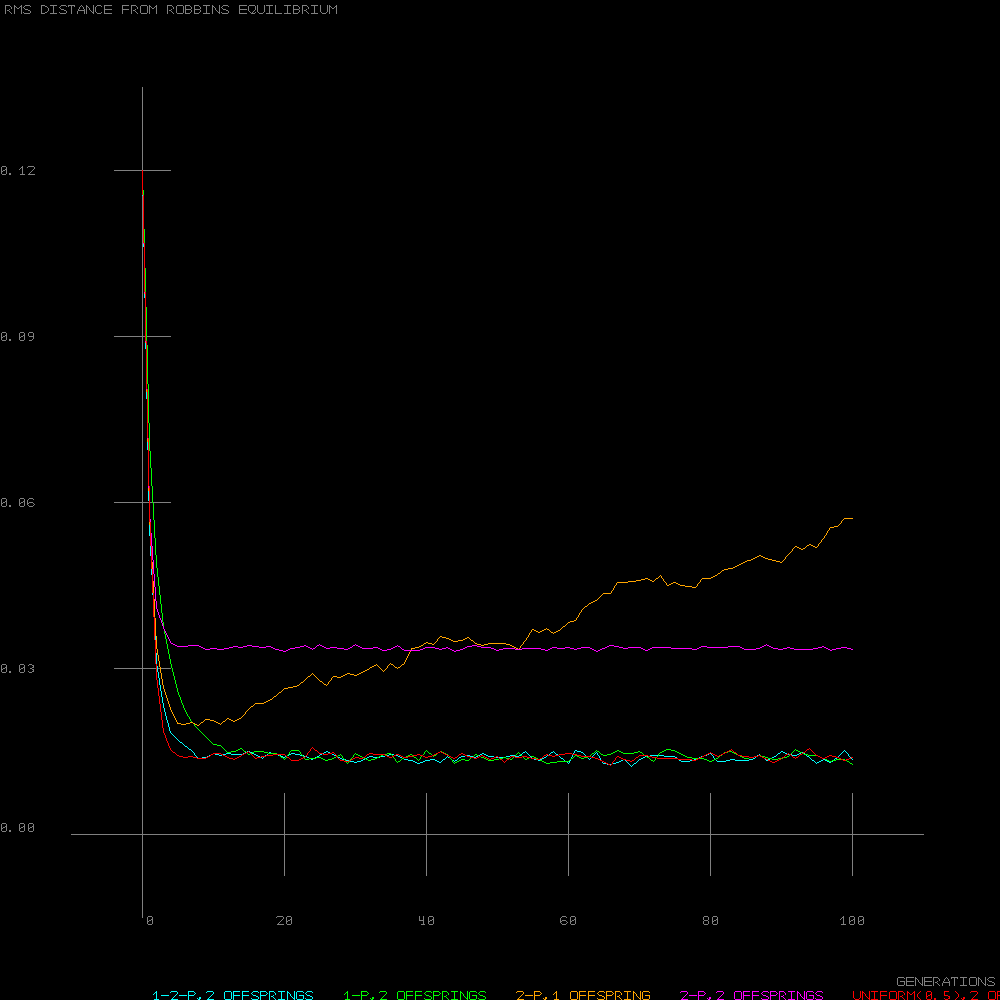 RMS DISTANCE FROM ROBBINS EQUILIBRIUM
0.12
0.09
0.06
0.03
0.00
0 20 40 60 80 100
GENERATIONS
1-2-P,2 OFFSPRINGS 1-P,2 OFFSPRINGS 2-P,1 OFFSPRING 2-P,2 OFFSPRINGS UNIFORM(0,5),2 O